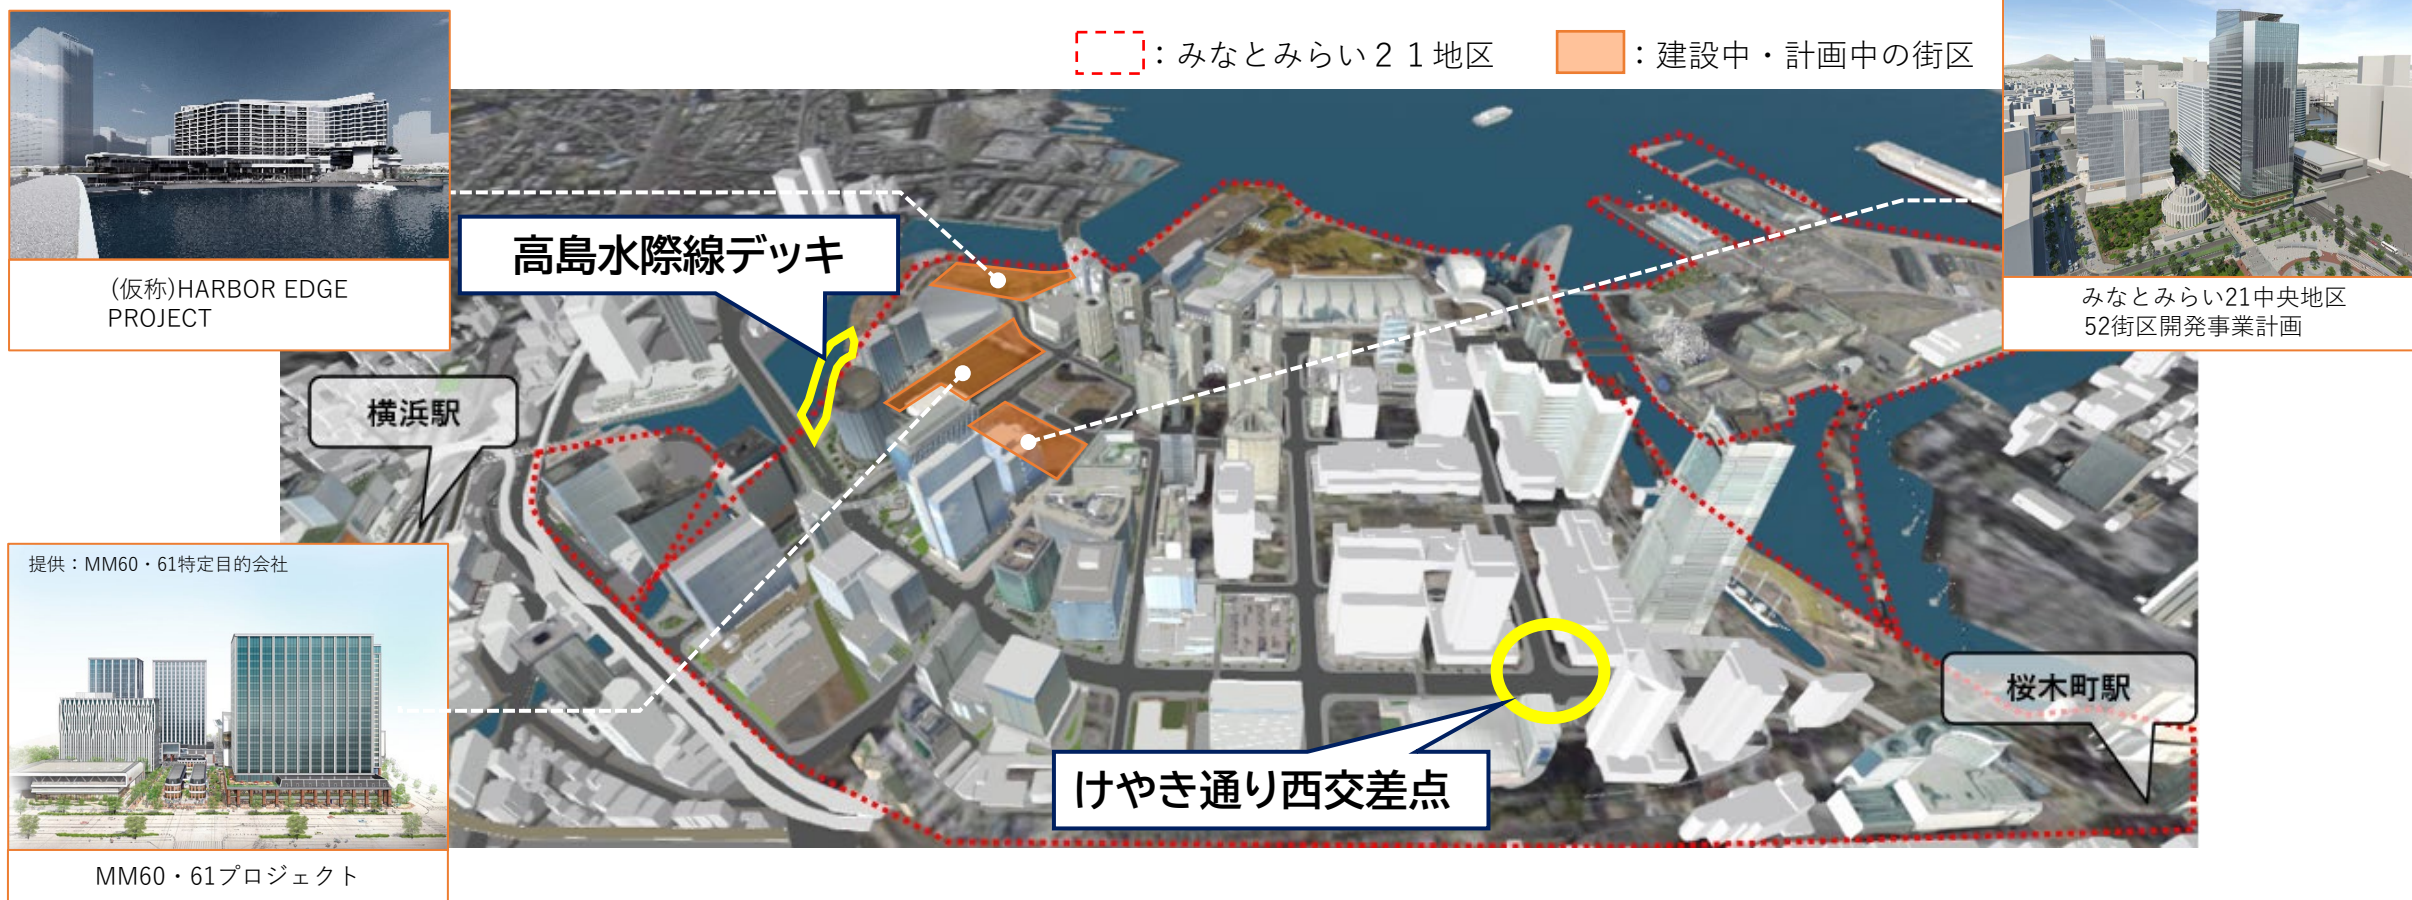 ：みなとみらい２１地区
：建設中・計画中の街区
(仮称)HARBOR EDGE
PROJECT
高島水際線デッキ
みなとみらい21中央地区
52街区開発事業計画
横浜駅
提供：MM60・61特定目的会社
MM60・61プロジェクト
けやき通り西交差点
桜木町駅